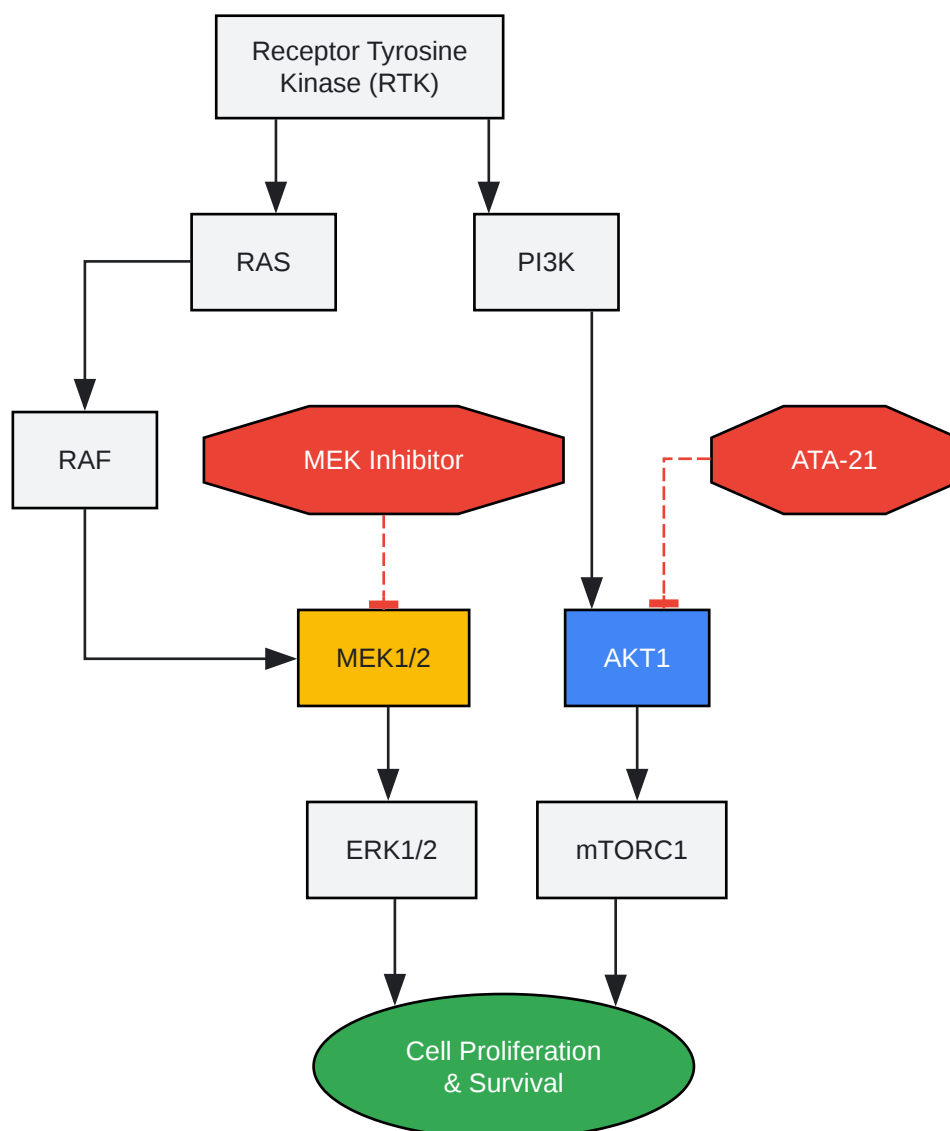 Receptor Tyrosine
Kinase (RTK)
RAS
PI3K
RAF
MEK Inhibitor
ATA-21
MEK1/2
AKT1
ERK1/2
mTORC1
Cell Proliferation
& Survival